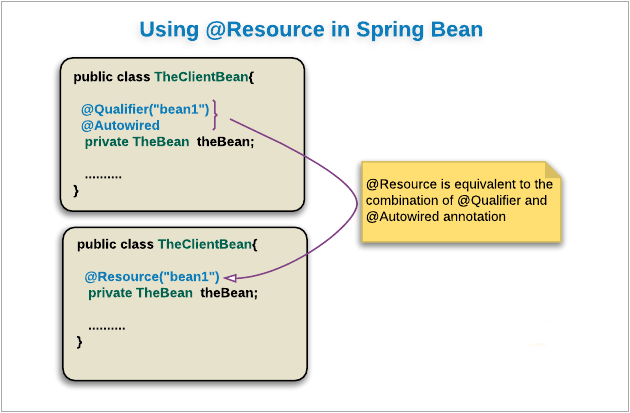 Using @Resource in Spring Bean
public class TheClientBean{
@Qualifier("bean1")
@Autowired
private TheBean theBean;
..........
}
@Resource is equivalent to the
combination of @Qualifier and
@Autowired annotation
public class TheClientBean{
@Resource("bean1")
private TheBean theBean;
..........
}